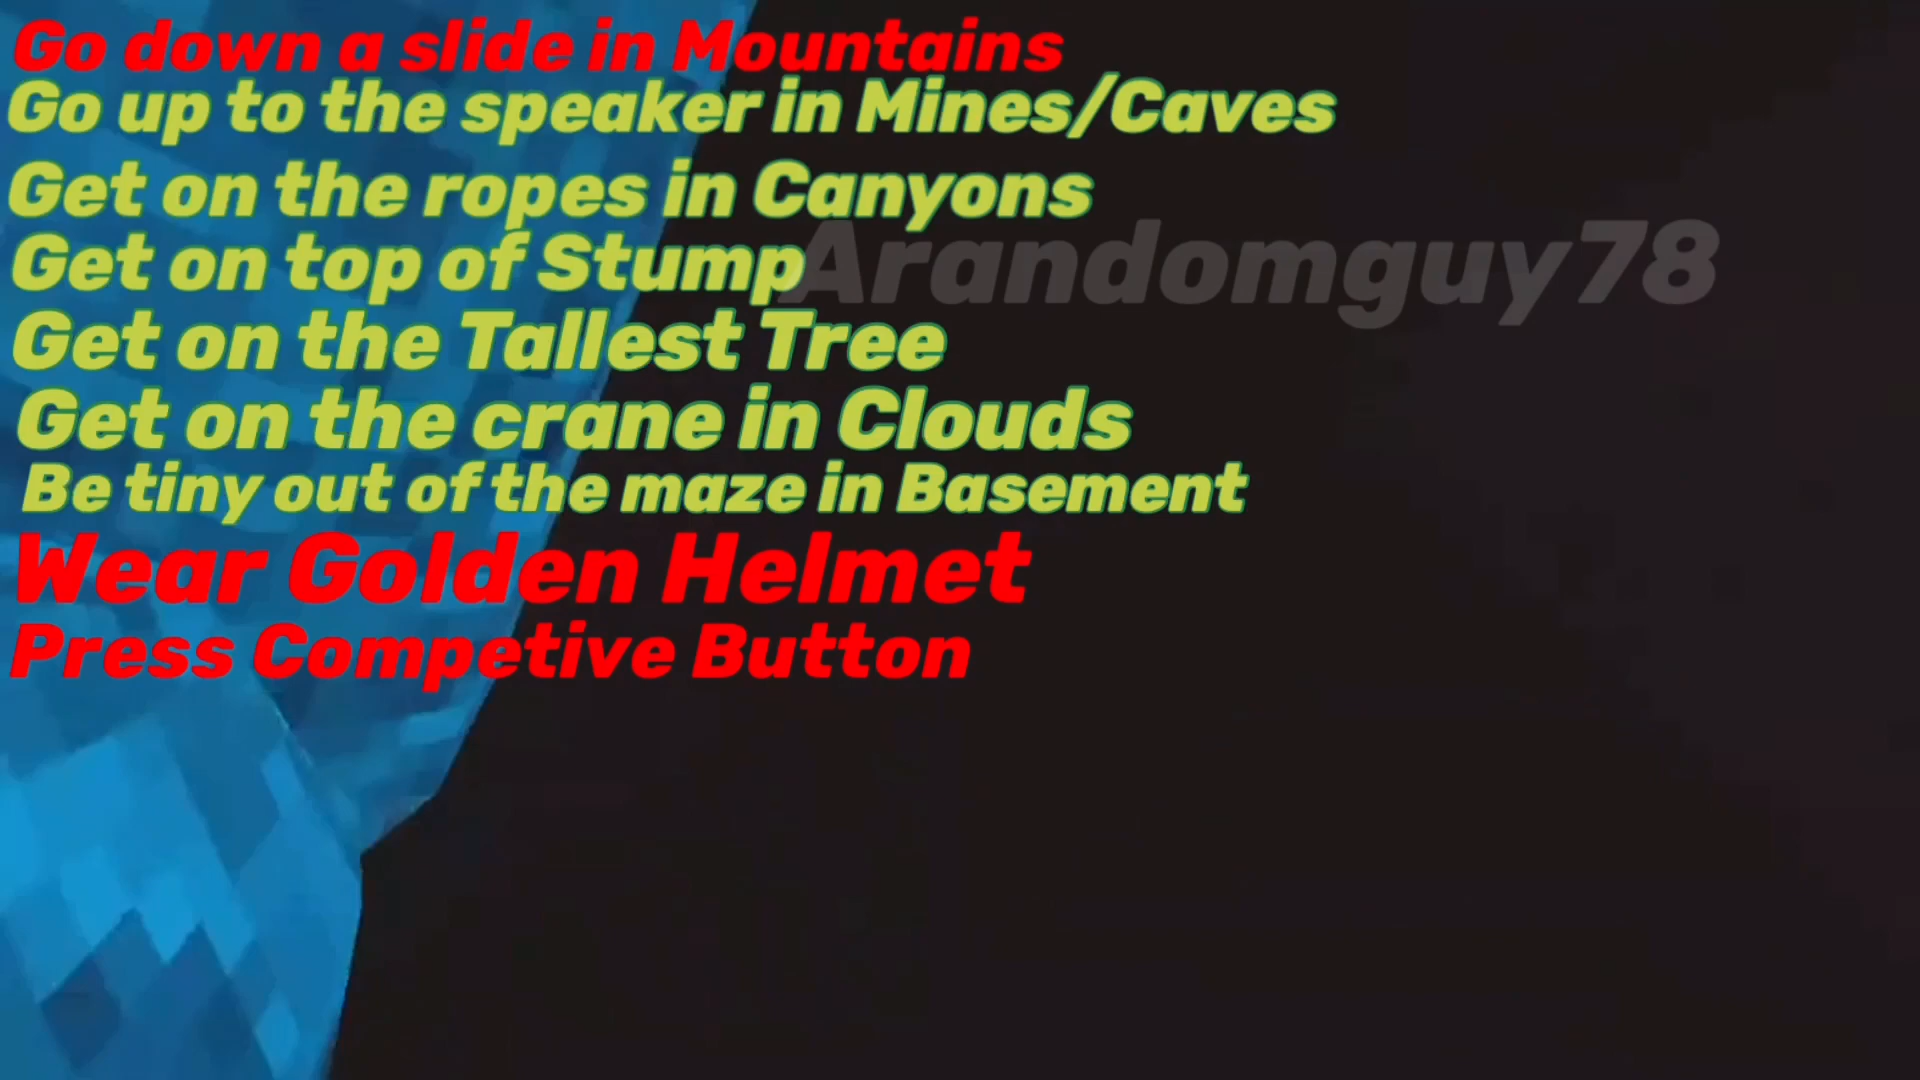 Go down a slide in Mountains
Go up to the speaker in Mines/Caves
Get on the ropes in Canyons
Get on top of Stump
Arandomguy78
Get on the Tallest Tree
Get on the crane in Clouds
Be tiny out of the maze in Basement
Wear Golden Helmet
Press Competive Button